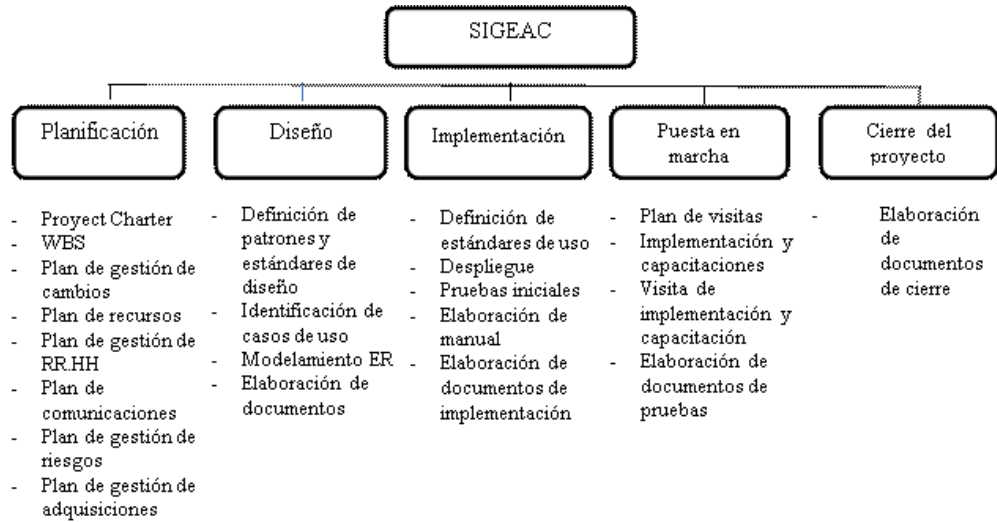 SIGEAC
Planificación
- Proyect Charter
- WBS
- Plan de gestión de
cambios
- Plan de recursos
- Plan de gestión de
RR.HH
- Plan de
comunicaciones
- Plan de gestión de
riesgos
- Plan de gestión de
adquisiciones
Diseño
- Definición de
patrones y
estándares de
diseño
- Identificación de
casos de uso
- Modelamiento ER
- Elaboración de
documentos
Implementación
- Definición de
estándares de uso
- Despliegue
- Pruebas iniciales
- Elaboración de
manual
- Elaboración de
documentos de
implementación
Puesta en
marcha
- Plan de visitas
- Implementación y
capacitaciones
- Visita de
implementación y
capacitación
- Elaboración de
documentos de
pruebas
Cierre del
proyecto
- Elaboración
de
documentos
de cierre